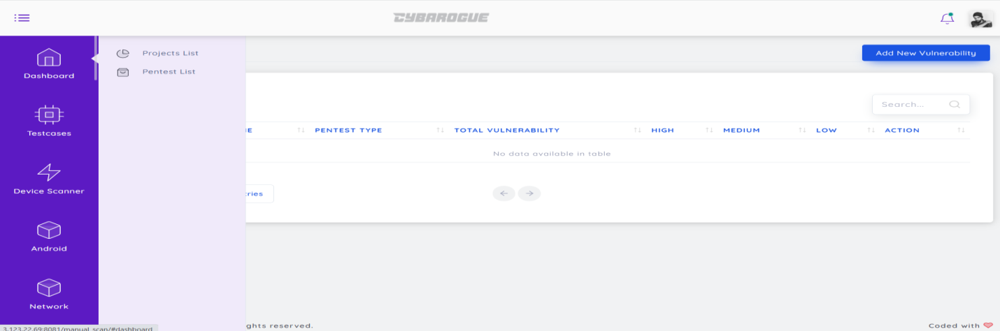 CYBAROGUE
Projects List
Pentest List
Add New Vulnerability
Dashboard
Search...
Testcases
PENTEST TYPE TOTAL VULNERABILITY HIGH MEDIUM LOW ACTION
No data available in table
Device Scanner
Android
Network
reserved.
Coded with
3.123.22.69:8081/manual_scan/#dashboard